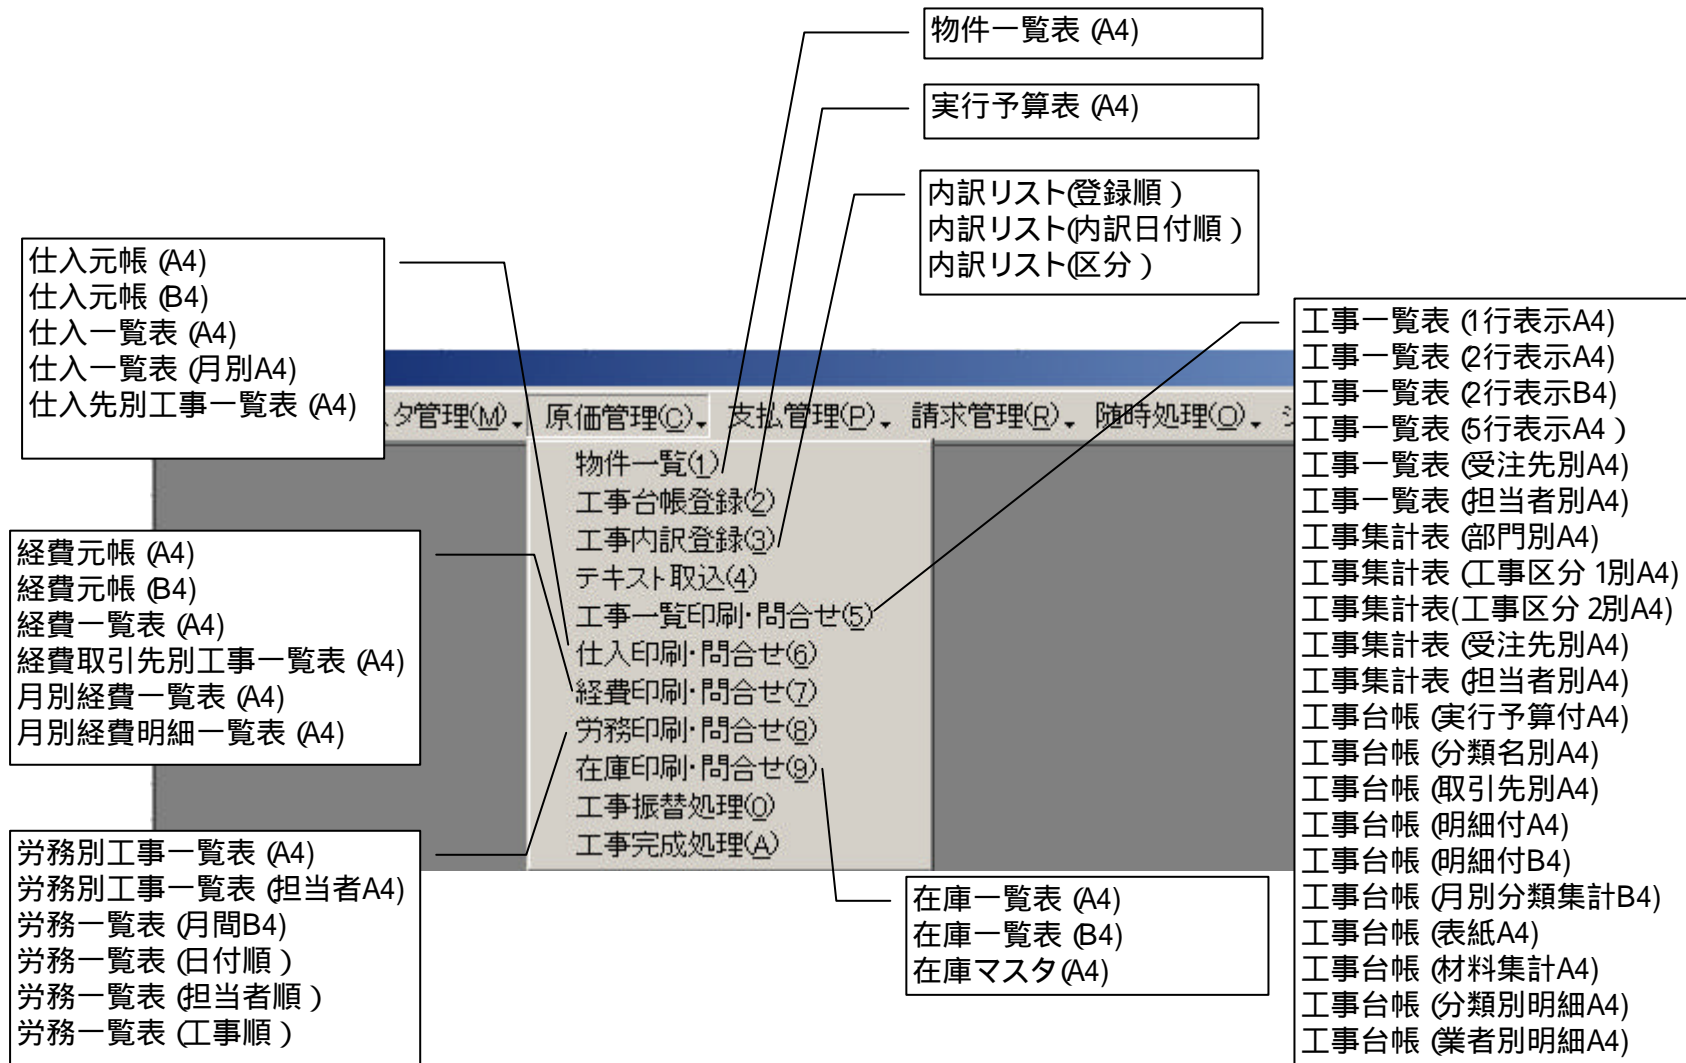 物件一覧表 (A4)
実行予算表 (A4)
内訳リスト(登録順)
内訳リスト(内訳日付順)
内訳リスト(区分)
仕入元帳 (A4)
仕入元帳 (B4)
仕入一覧表 (A4)
仕入一覧表 (月別A4)
仕入先別工事一覧表 (A4)
経費元帳 (A4)
経費元帳 (B4)
経費一覧表 (A4)
経費取引先別工事一覧表 (A4)
月別経費一覧表 (A4)
月別経費明細一覧表 (A4)
労務別工事一覧表 (A4)
労務別工事一覧表 (担当者A4)
労務一覧表 (月間B4)
労務一覧表 (日付順)
労務一覧表 (担当者順)
労務一覧表 (工事順)
タ管理(M) 原価管理(C) 支払管理(P) 請求管理(R) 随時処理(O)
物件一覧(1)
工事台帳登録(2)
工事内訳登録(3)
テキスト取込(4)
工事一覧印刷・問合せ(5)
仕入印刷・問合せ(6)
経費印刷・問合せ(7)
労務印刷・問合せ(8)
在庫印刷・問合せ(9)
工事振替処理(0)
工事完成処理(A)
在庫一覧表 (A4)
在庫一覧表 (B4)
在庫マスタ(A4)
工事一覧表 (1行表示A4)
工事一覧表 (2行表示A4)
工事一覧表 (2行表示B4)
工事一覧表 (5行表示A4)
工事一覧表 (受注先別A4)
工事一覧表 (担当者別A4)
工事集計表 (部門別A4)
工事集計表 (工事区分 1別A4)
工事集計表(工事区分 2別A4)
工事集計表 (受注先別A4)
工事集計表 (担当者別A4)
工事台帳 (実行予算付A4)
工事台帳 (分類名別A4)
工事台帳 (取引先別A4)
工事台帳 (明細付A4)
工事台帳 (明細付B4)
工事台帳 (月別分類集計B4)
工事台帳 (表紙A4)
工事台帳 (材料集計A4)
工事台帳 (分類別明細A4)
工事台帳 (業者別明細A4)